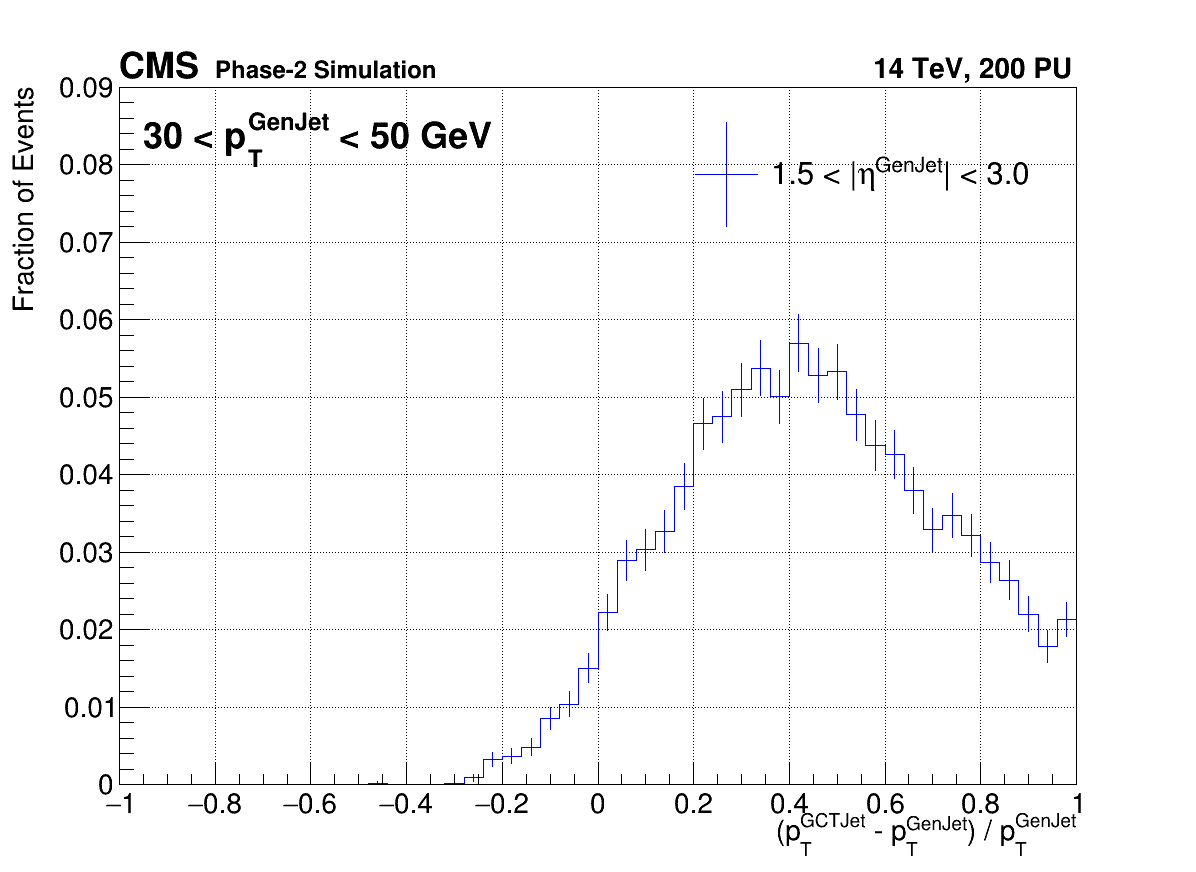 CMS Phase-2 Simulation 14 TeV, 200 PU
Fraction of Events
30 < p_T^GenJet < 50 GeV
1.5 < |η^GenJet| < 3.0
0.09
0.08
0.07
0.06
0.05
0.04
0.03
0.02
0.01
0
−1 −0.8 −0.6 −0.4 −0.2 0 0.2 0.4 0.6 0.8 1
(p_T^GCTJet - p_T^GenJet) / p_T^GenJet